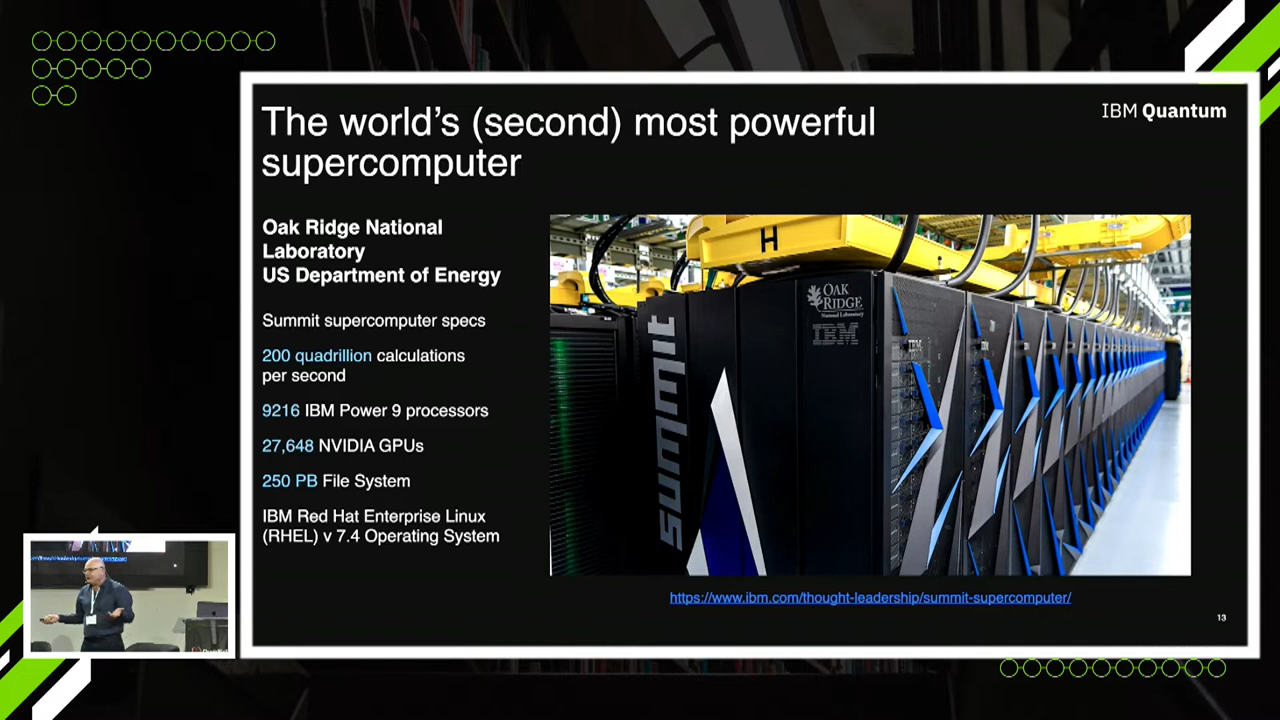 The world's (second) most powerful
supercomputer
IBM Quantum
Oak Ridge National
Laboratory
US Department of Energy
Summit supercomputer specs
200 quadrillion calculations
per second
9216 IBM Power 9 processors
27,648 NVIDIA GPUs
250 PB File System
IBM Red Hat Enterprise Linux
(RHEL) v 7.4 Operating System
H
OAK
RIDGE
National Laboratory
IBM
summit
https://www.ibm.com/thought-leadership/summit-supercomputer/
13